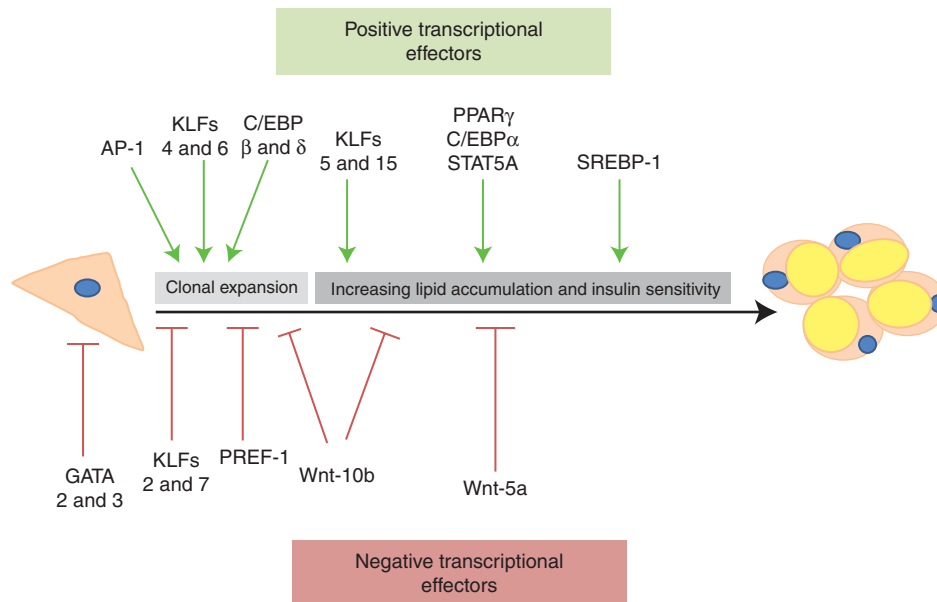 Positive transcriptional
effectors
AP-1
KLFs
4 and 6
C/EBP
β and δ
KLFs
5 and 15
PPARγ
C/EBPα
STAT5A
SREBP-1
Clonal expansion
Increasing lipid accumulation and insulin sensitivity
GATA
2 and 3
KLFs
2 and 7
PREF-1
Wnt-10b
Wnt-5a
Negative transcriptional
effectors